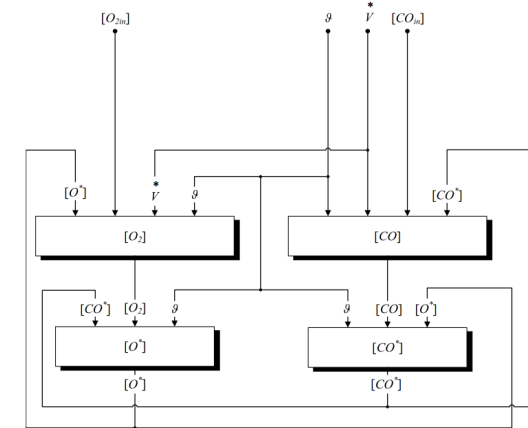 [O₂ᵢₙ] ϑ V* [COᵢₙ]
[O*] V* ϑ [CO*]
[O₂] [CO]
[CO*] [O₂] ϑ ϑ [CO] [O*]
[O*] [CO*]
[O*] [CO*]